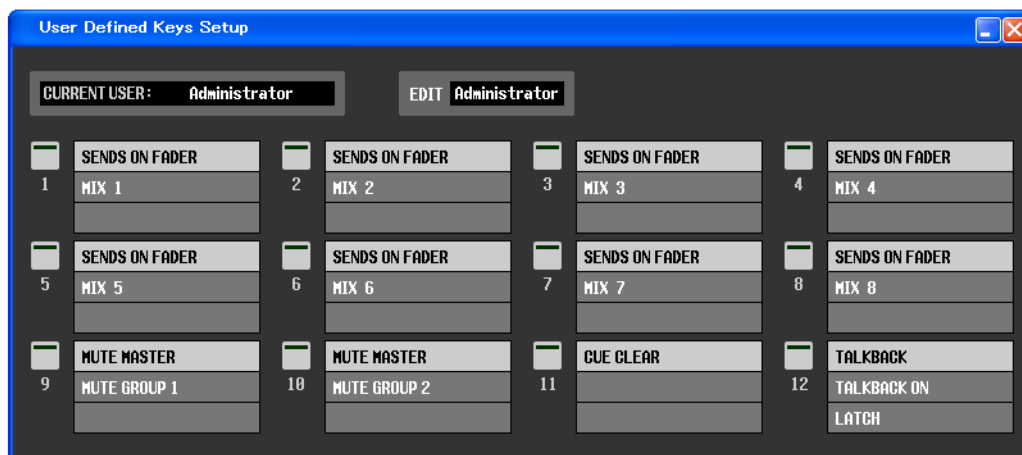 User Defined Keys Setup
CURRENT USER: Administrator EDIT Administrator
SENDS ON FADER SENDS ON FADER SENDS ON FADER SENDS ON FADER
1 MIX 1 2 MIX 2 3 MIX 3 4 MIX 4
SENDS ON FADER SENDS ON FADER SENDS ON FADER SENDS ON FADER
5 MIX 5 6 MIX 6 7 MIX 7 8 MIX 8
MUTE MASTER MUTE MASTER CUE CLEAR TALKBACK
9 MUTE GROUP 1 10 MUTE GROUP 2 11 12 TALKBACK ON
LATCH